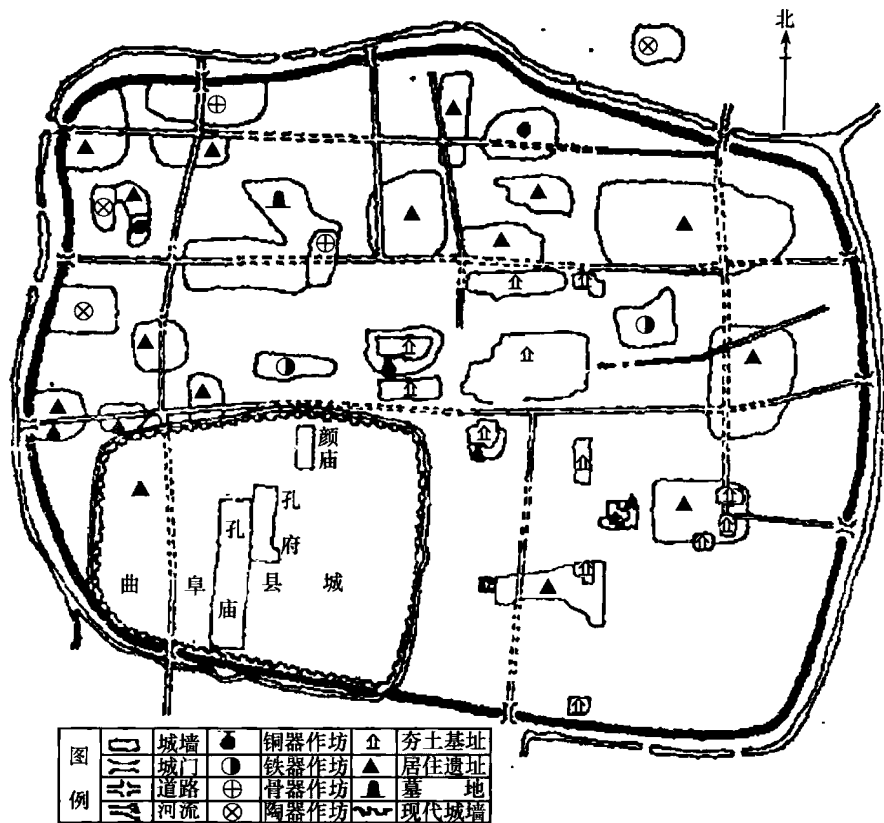 北
颜
庙
孔
府
孔
庙
曲 阜 县 城
图
例
城墙 铜器作坊 夯土基址
城门 铁器作坊 居住遗址
道路 骨器作坊 墓 地
河流 陶器作坊 现代城墙